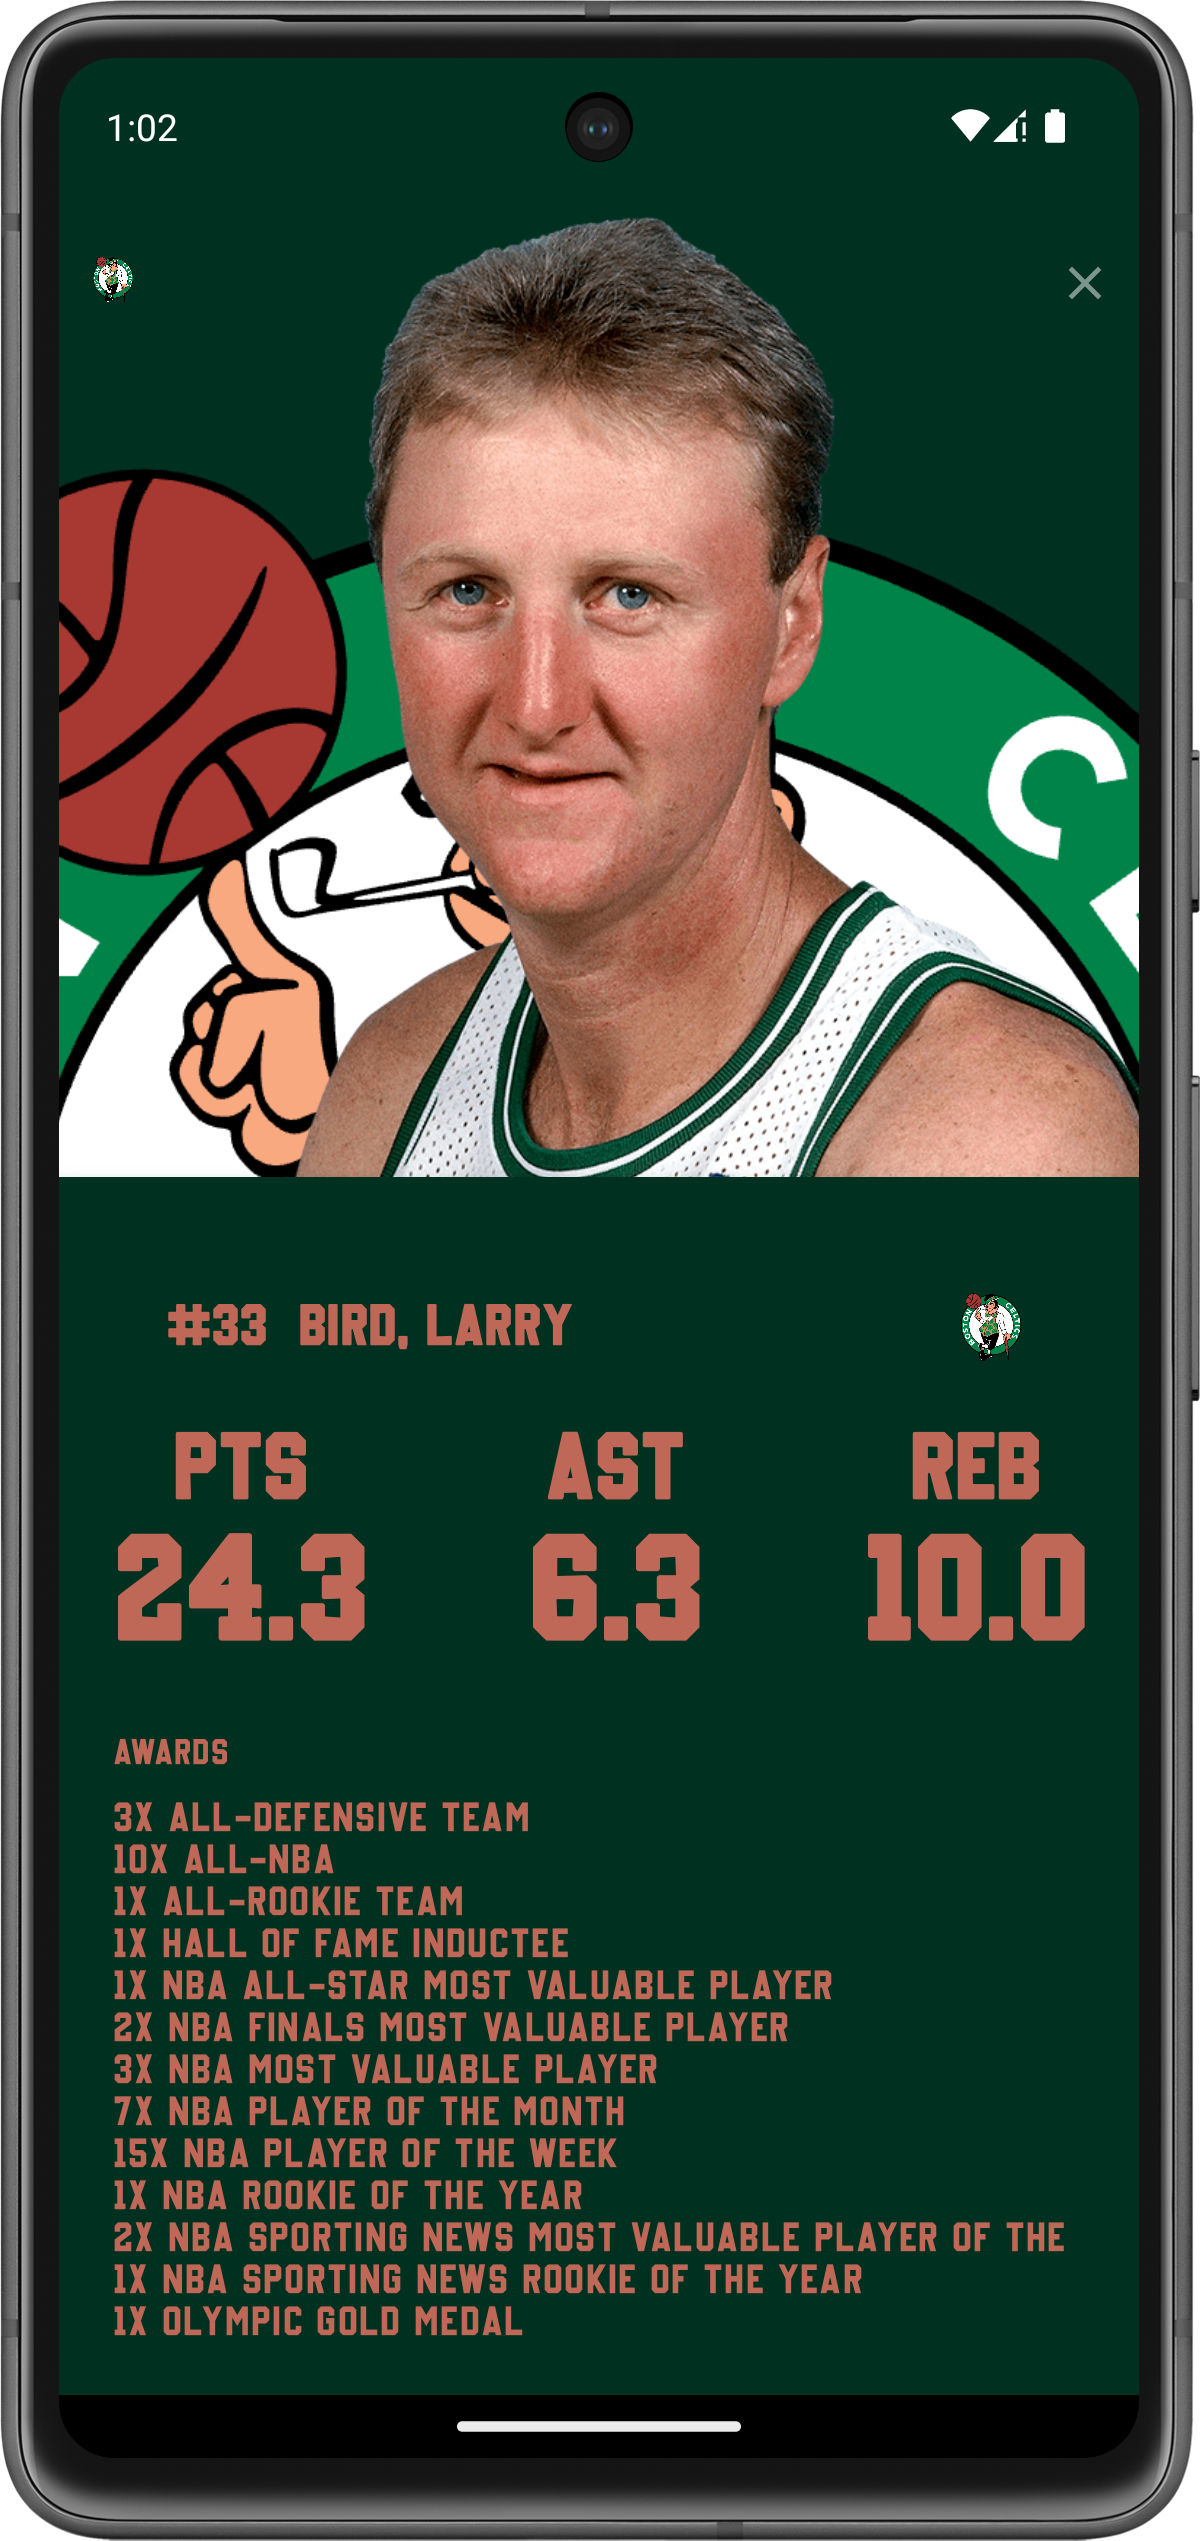 1:02
C
#33 BIRD, LARRY
BOSTON CELTICS
PTS AST REB
24.3 6.3 10.0
AWARDS
3X ALL-DEFENSIVE TEAM
10X ALL-NBA
1X ALL-ROOKIE TEAM
1X HALL OF FAME INDUCTEE
1X NBA ALL-STAR MOST VALUABLE PLAYER
2X NBA FINALS MOST VALUABLE PLAYER
3X NBA MOST VALUABLE PLAYER
7X NBA PLAYER OF THE MONTH
15X NBA PLAYER OF THE WEEK
1X NBA ROOKIE OF THE YEAR
2X NBA SPORTING NEWS MOST VALUABLE PLAYER OF THE
1X NBA SPORTING NEWS ROOKIE OF THE YEAR
1X OLYMPIC GOLD MEDAL